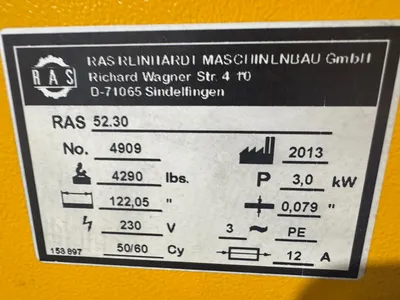 RAS
RAS REINHARDT MASCHINENBAU GmbH
Richard Wagner Str. 4 10
D-71065 Sindelfingen
RAS 52.30
No. 4909 2013
4290 lbs. P 3,0 kW
122,05 " 0,079 "
230 V 3 ~ PE
153 897 50/60 Cy 12 A